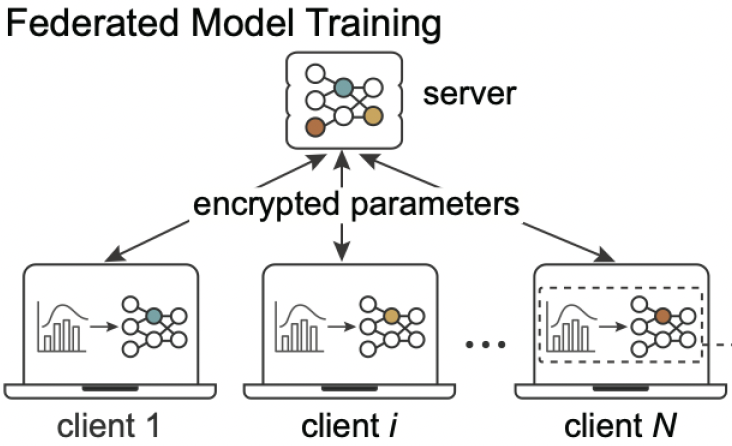 Federated Model Training
server
encrypted parameters
...
client 1
client i
client N